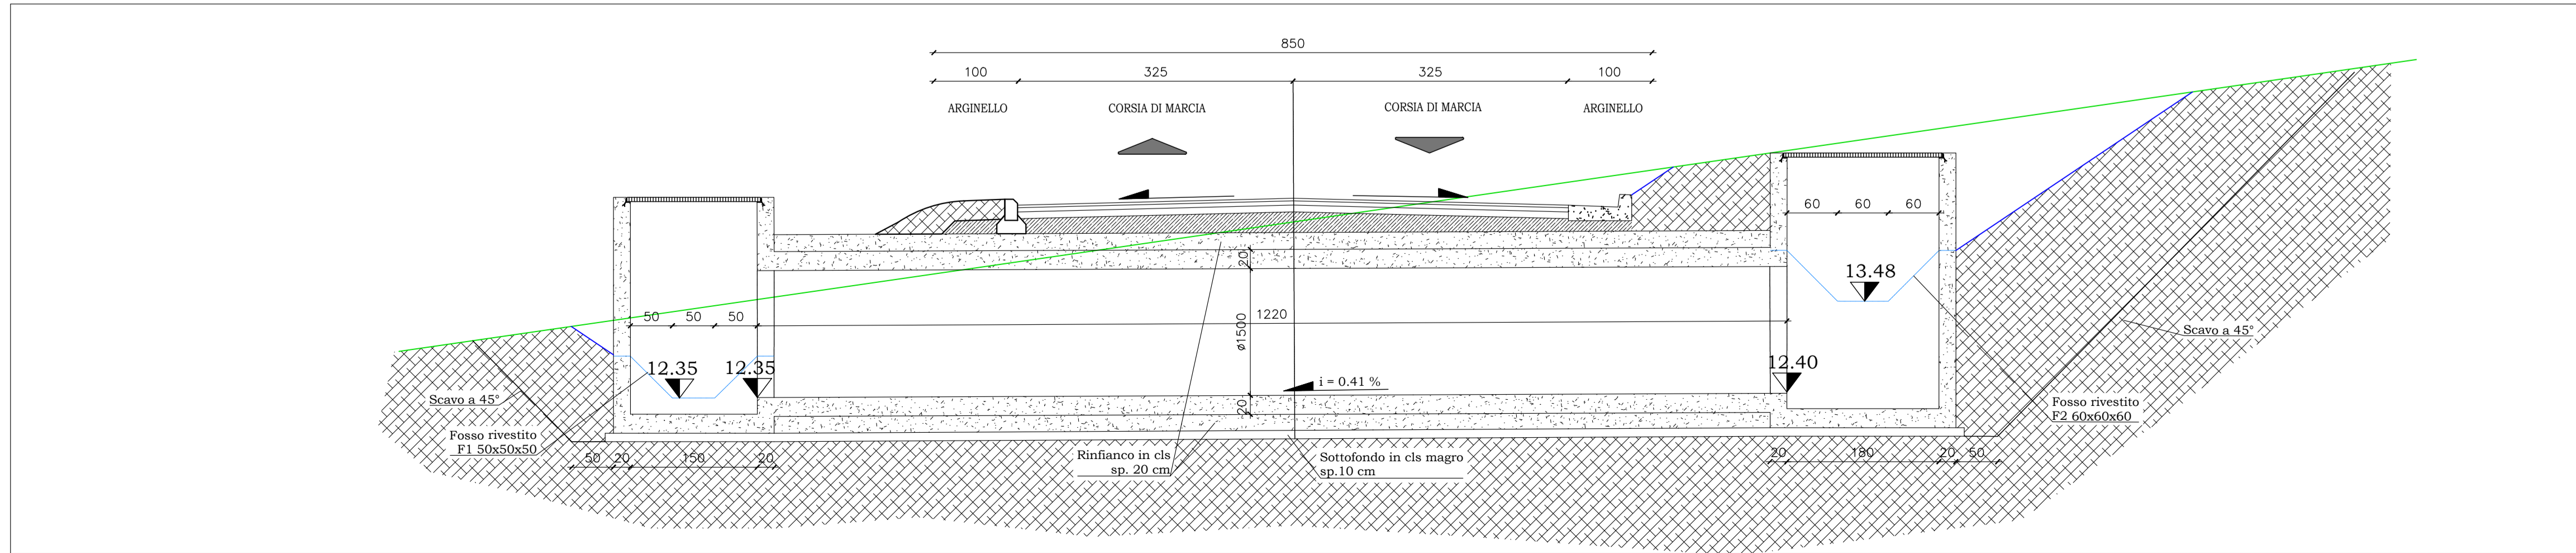 850
100 325 325 100
ARGINELLO CORSIA DI MARCIA CORSIA DI MARCIA ARGINELLO
60 60 60
20
13.48
50 50 50
1220
ø1500
Scavo a 45°
12.35 12.35
12.40
i = 0.41 %
Scavo a 45°
20
Fosso rivestito
F2 60x60x60
Fosso rivestito
F1 50x50x50
Rinfianco in cls
sp. 20 cm
Sottofondo in cls magro
sp.10 cm
50 20 150 20
20 180 20 50